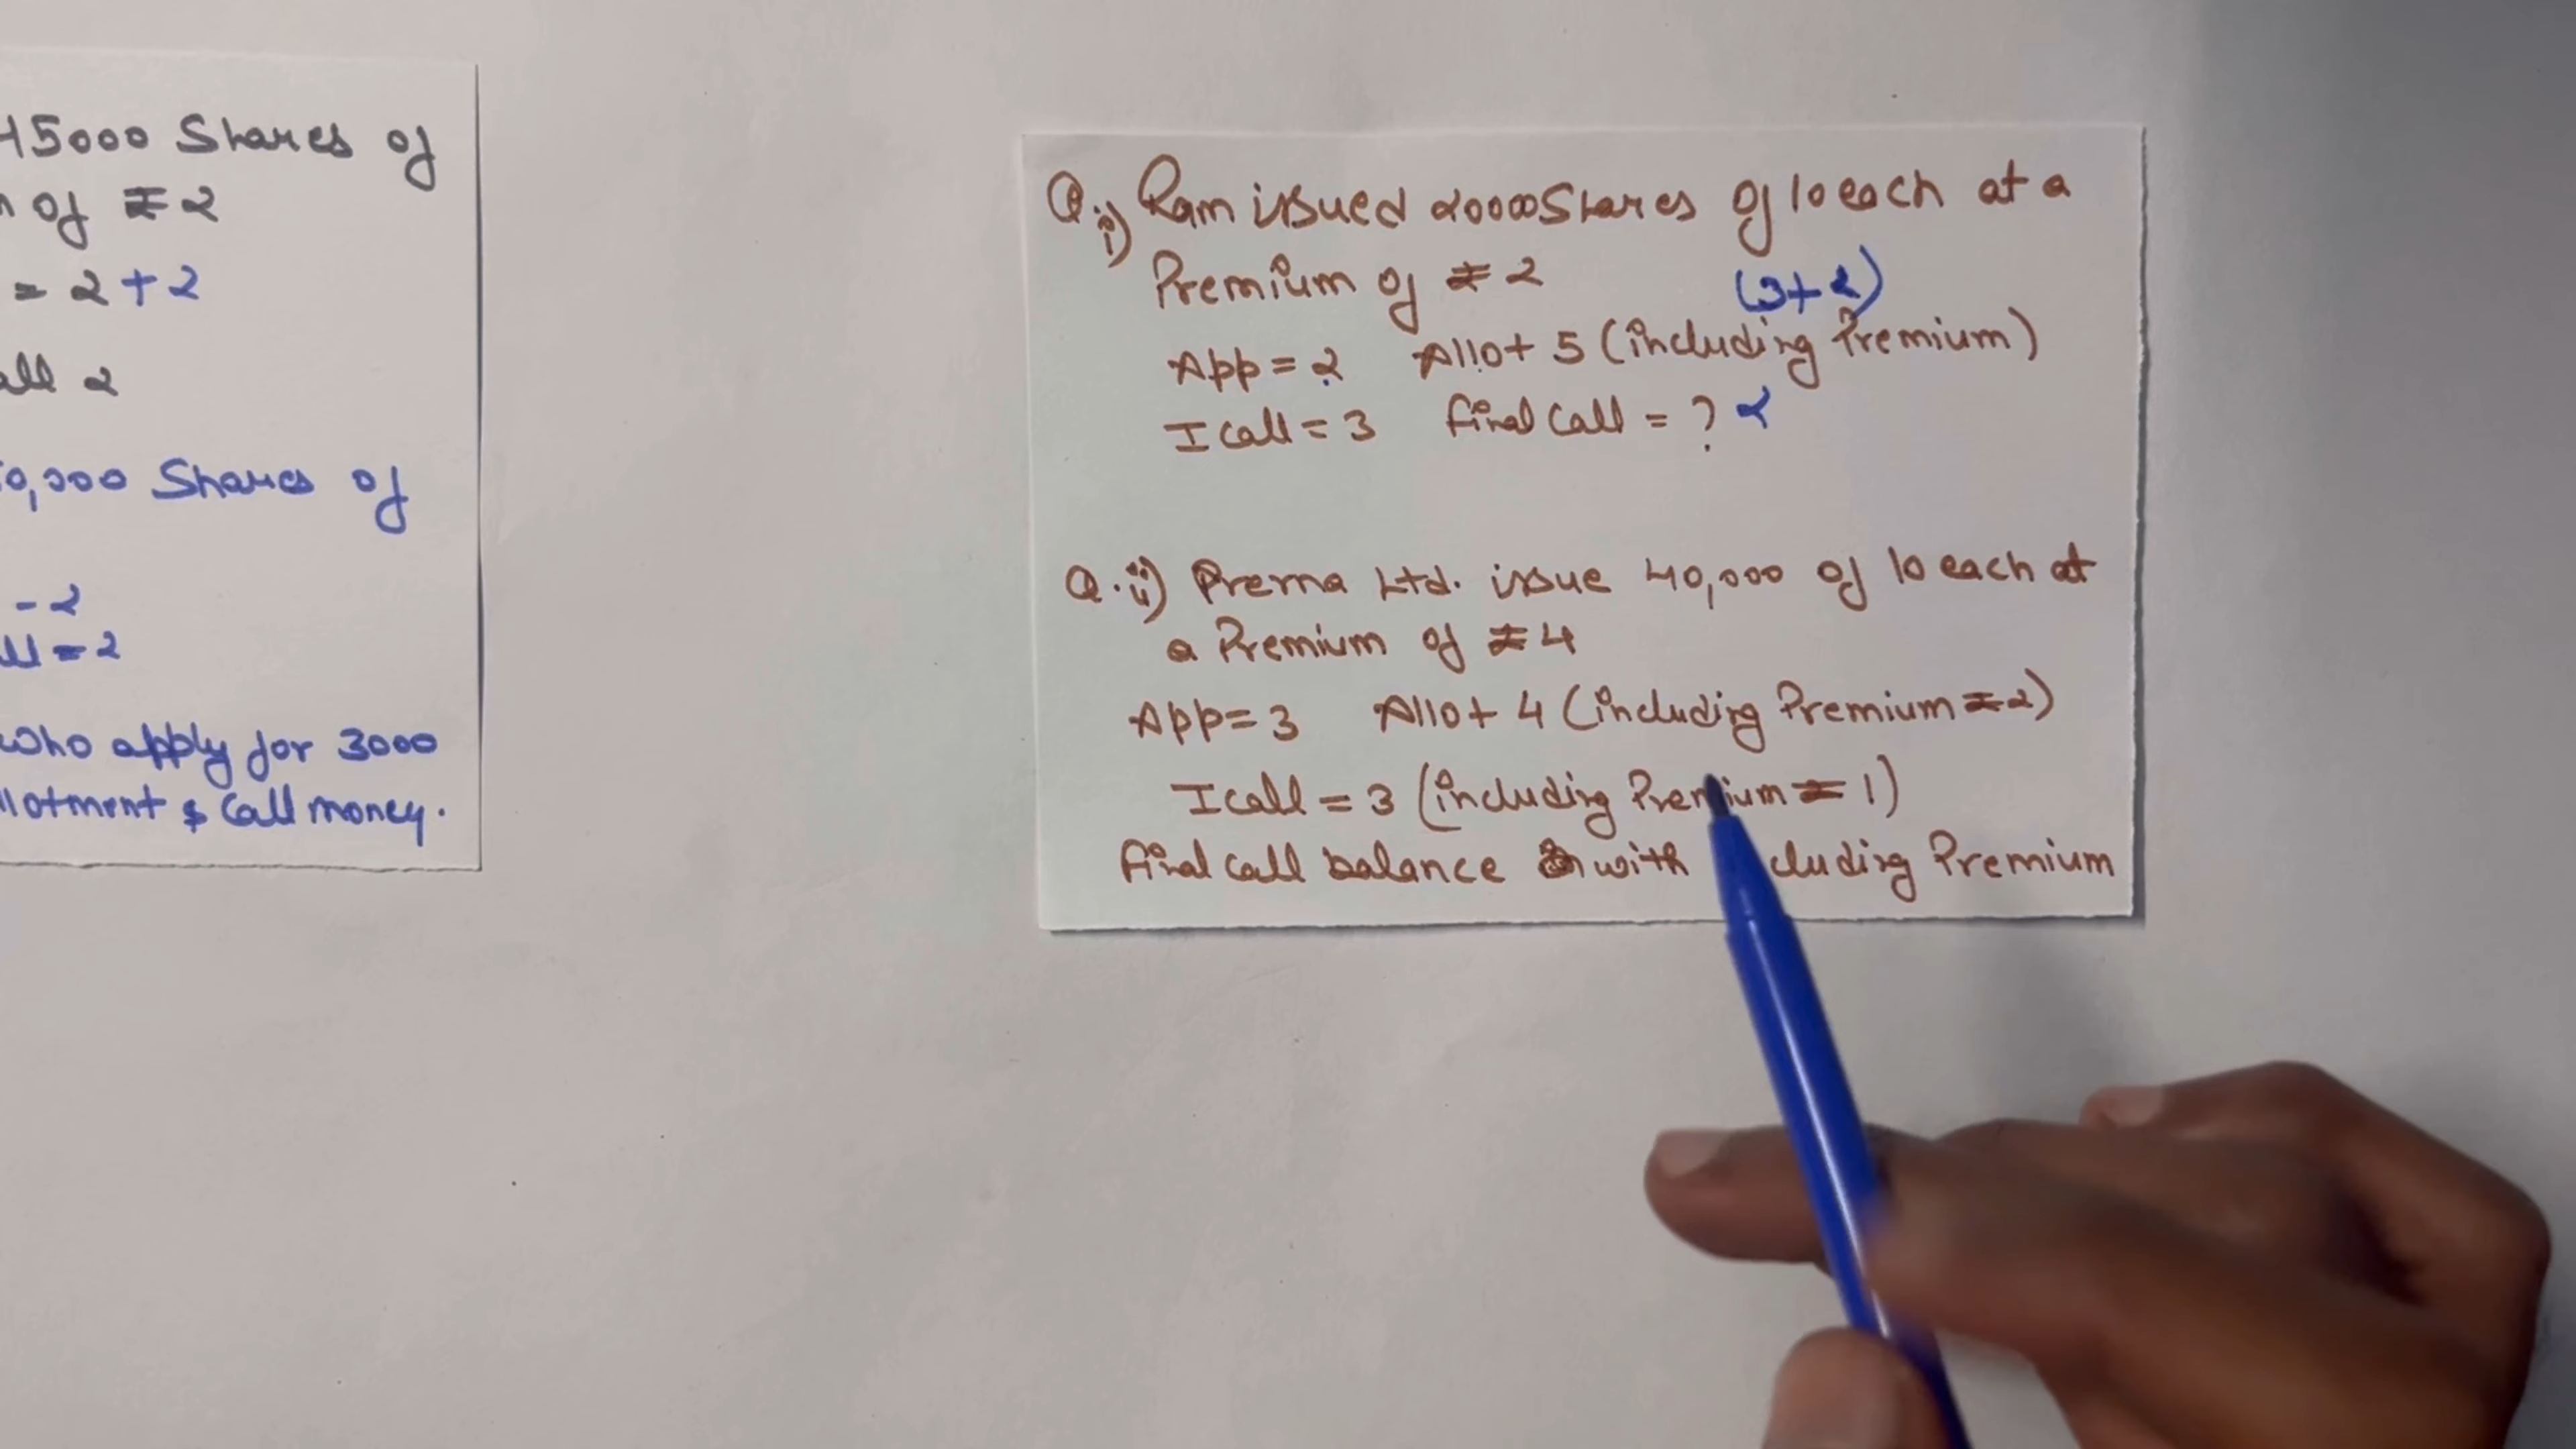 45000 Shares of
of ₹ 2
= 2 + 2
all 2
0,000 Shares of
- 2
ll = 2
who apply for 3000
llotment & Call money.
Q. i) Ram issued 20000 Shares of 10 each at a
Premium of ₹ 2
(3+2)
App = 2 Allot 5 (including Premium)
I call = 3 final call = ? 2
Q. ii) Prema Ltd. issue 40,000 of 10 each at
a Premium of ₹ 4
App = 3 Allot 4 (including Premium ₹ 2)
I call = 3 (including Premium ₹ 1)
final call balance with cluding Premium